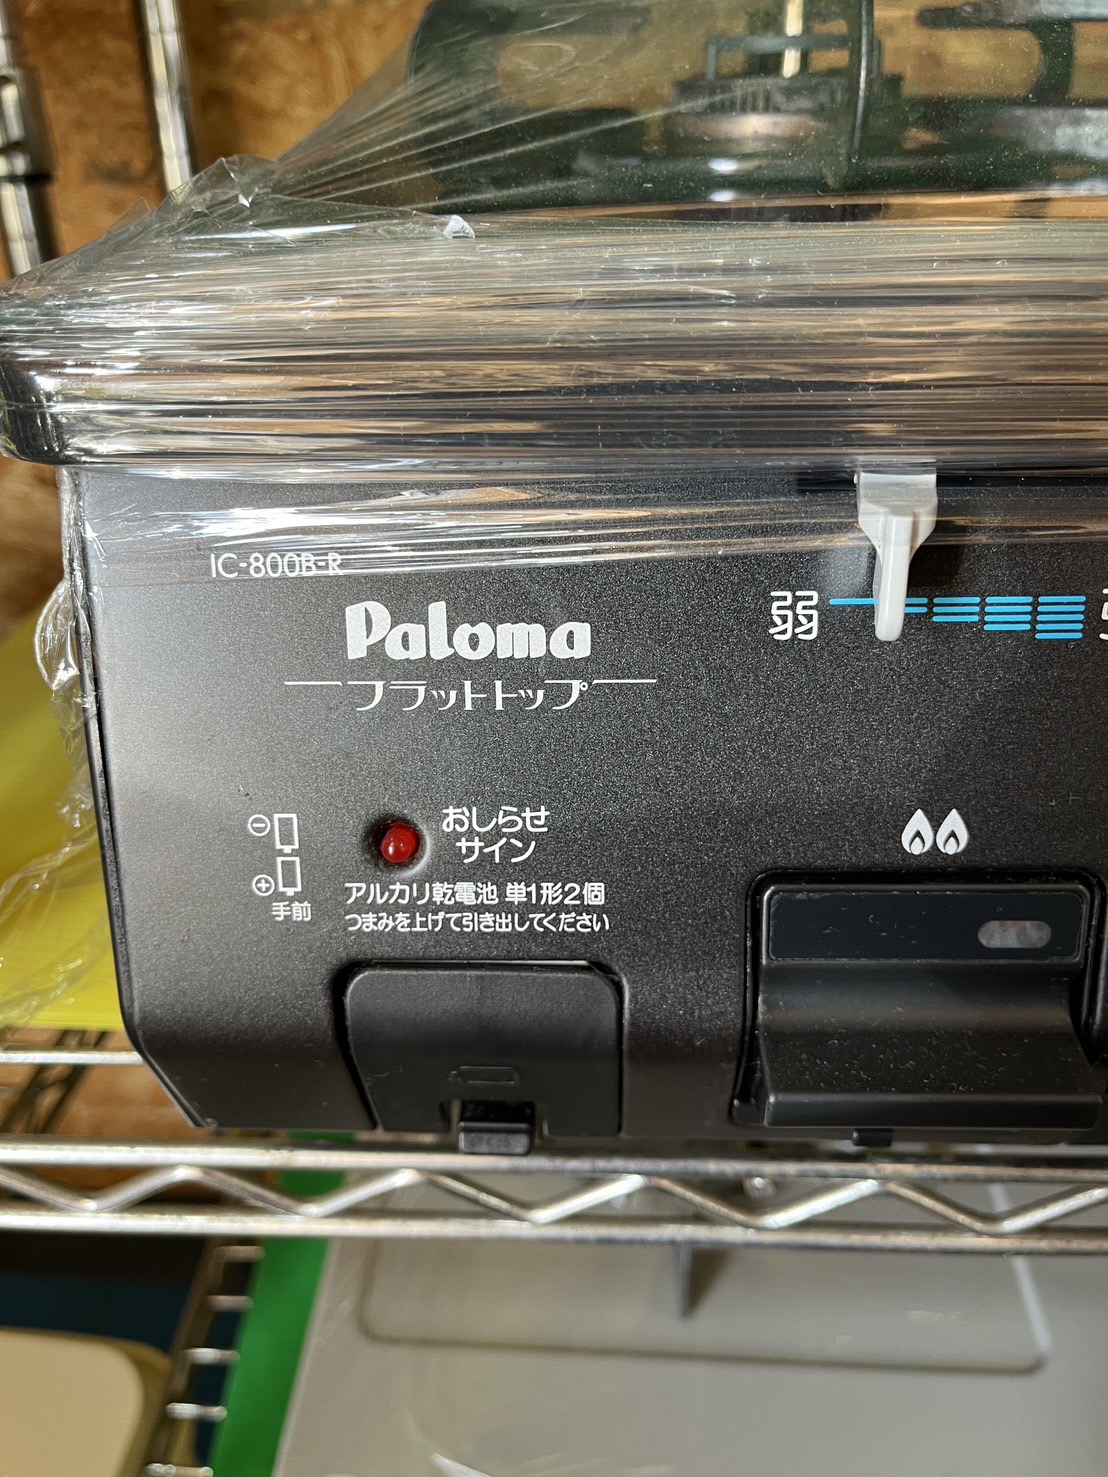 IC-800B-R
Paloma
フラットトップ
弱
おしらせ
サイン
⊖
⊕
手前
アルカリ乾電池 単1形2個
つまみを上げて引き出してください